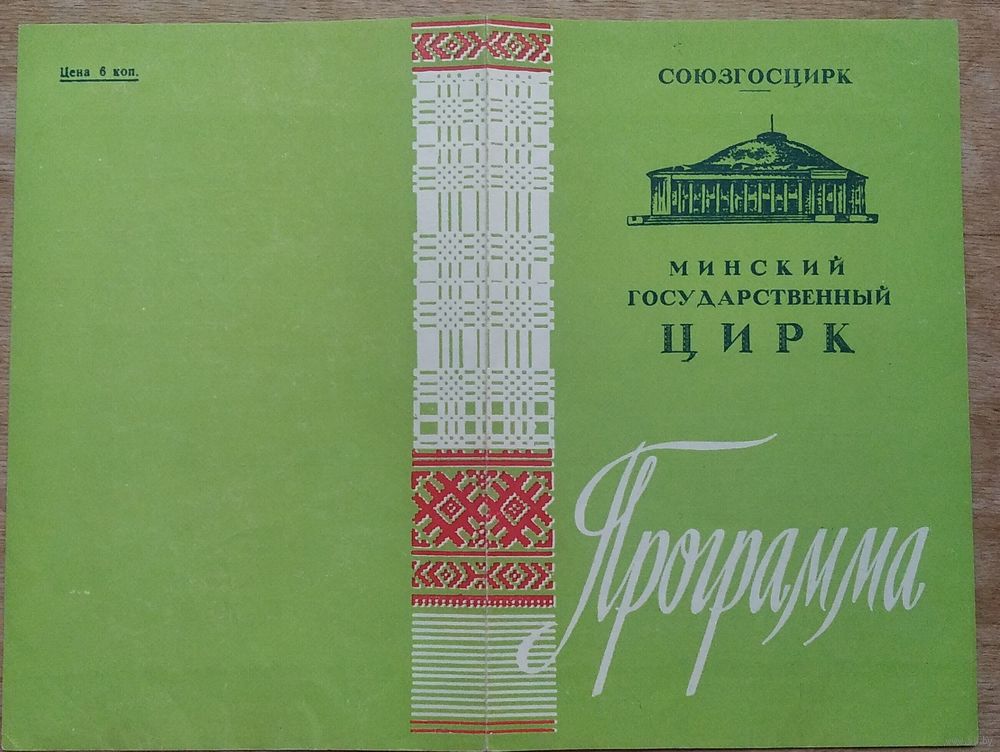 Цена 6 коп.
СОЮЗГОСЦИРК
МИНСКИЙ
ГОСУДАРСТВЕННЫЙ
ЦИРК
Программа